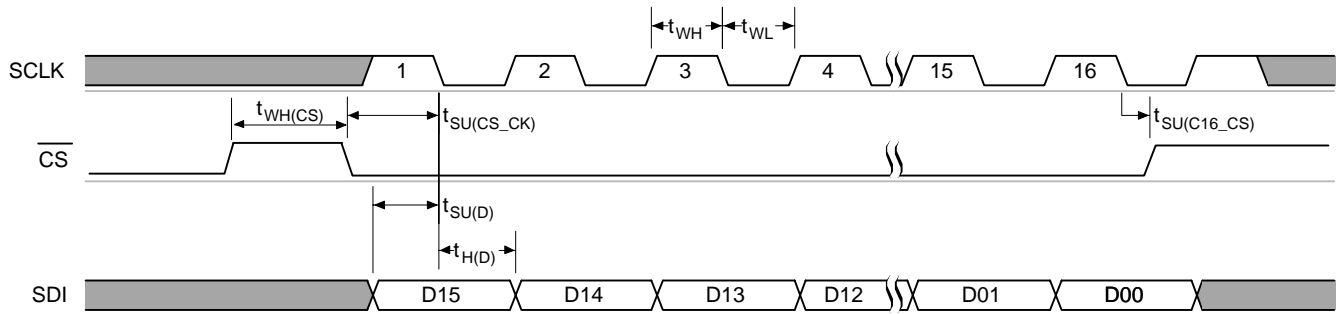 t_WH t_WL
SCLK 1 2 3 4 15 16
t_WH(CS) t_SU(CS_CK) t_SU(C16_CS)
CS
t_SU(D)
t_H(D)
SDI D15 D14 D13 D12 D01 D00